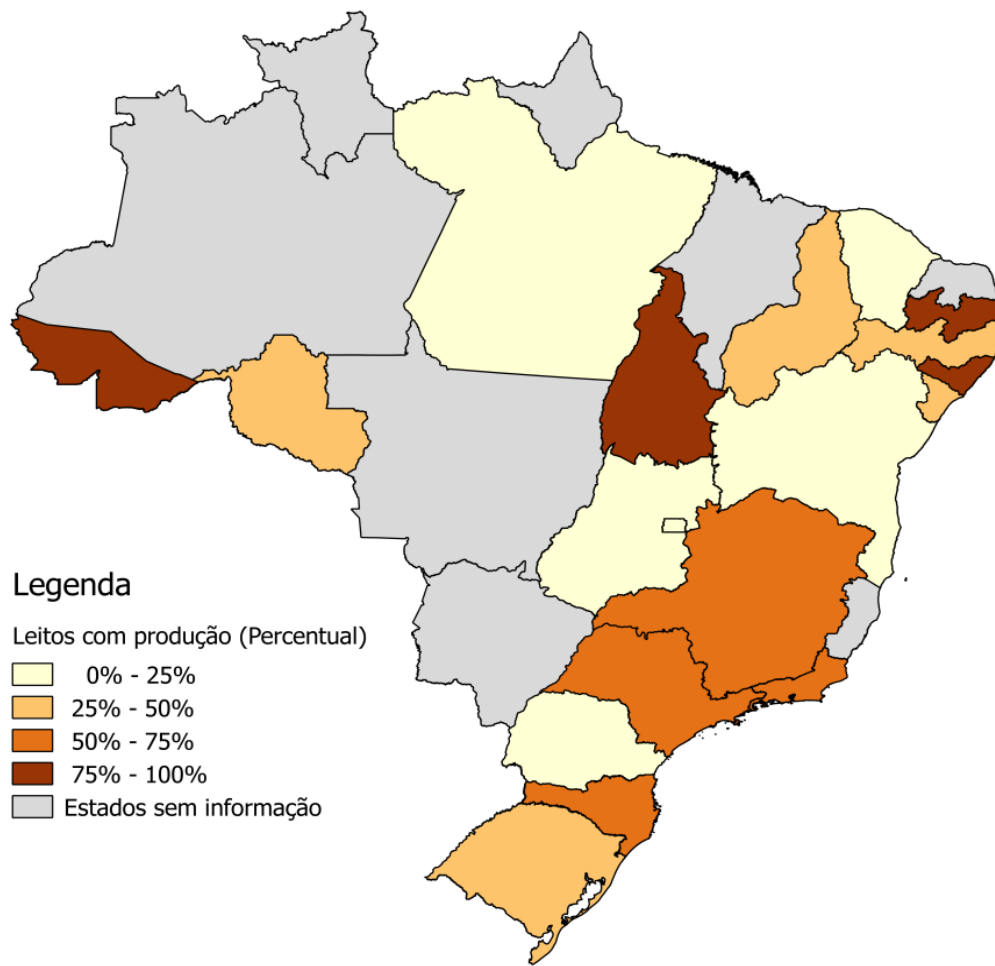 Legenda
Leitos com produção (Percentual)
0% - 25%
25% - 50%
50% - 75%
75% - 100%
Estados sem informação